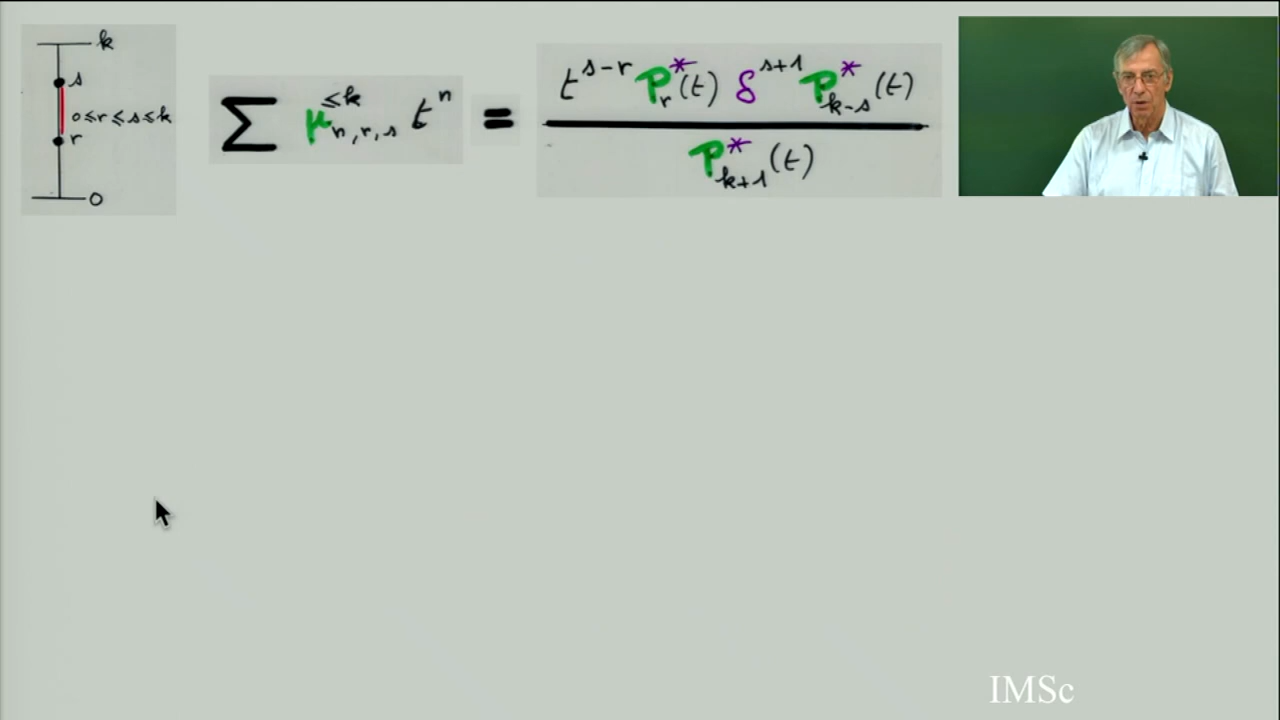 k
s
0≤r≤s≤k
r
0
∑ μ^{≤k}_{n,r,s} t^n = t^{s-r} P^*_r(t) δ^{s+1} P^*_{k-s}(t)
P^*_{k+1}(t)
IMSc